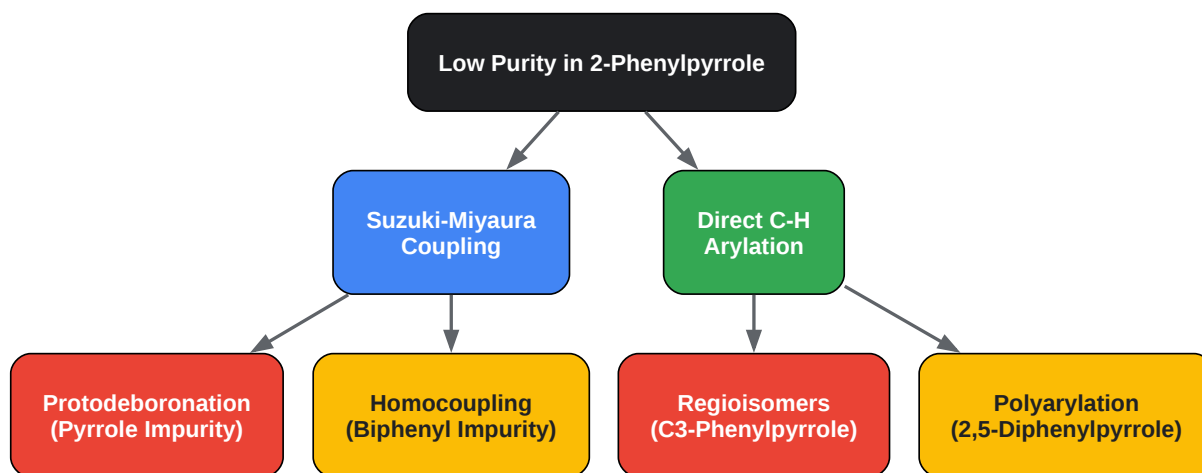 Low Purity in 2-Phenylpyrrole
Suzuki-Miyaura
Coupling
Direct C-H
Arylation
Protodeboronation
(Pyrrole Impurity)
Homocoupling
(Biphenyl Impurity)
Regioisomers
(C3-Phenylpyrrole)
Polyarylation
(2,5-Diphenylpyrrole)